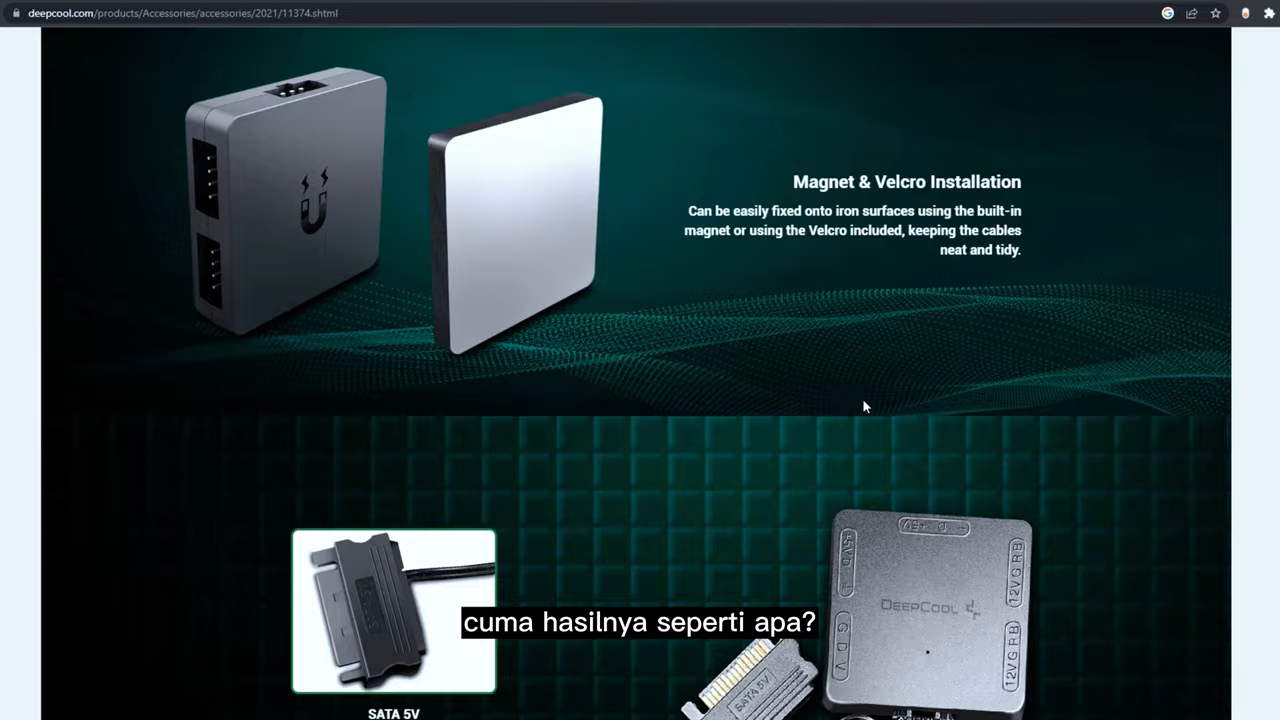 deepcool.com/products/Accessories/accessories/2021/11374.shtml
Magnet & Velcro Installation
Can be easily fixed onto iron surfaces using the built-in
magnet or using the Velcro included, keeping the cables
neat and tidy.
+ D +5V
+5V D
12V G R B
DEEPCOOL
G D V
12V G R B
cuma hasilnya seperti apa?
SATA 5V
SATA 5V